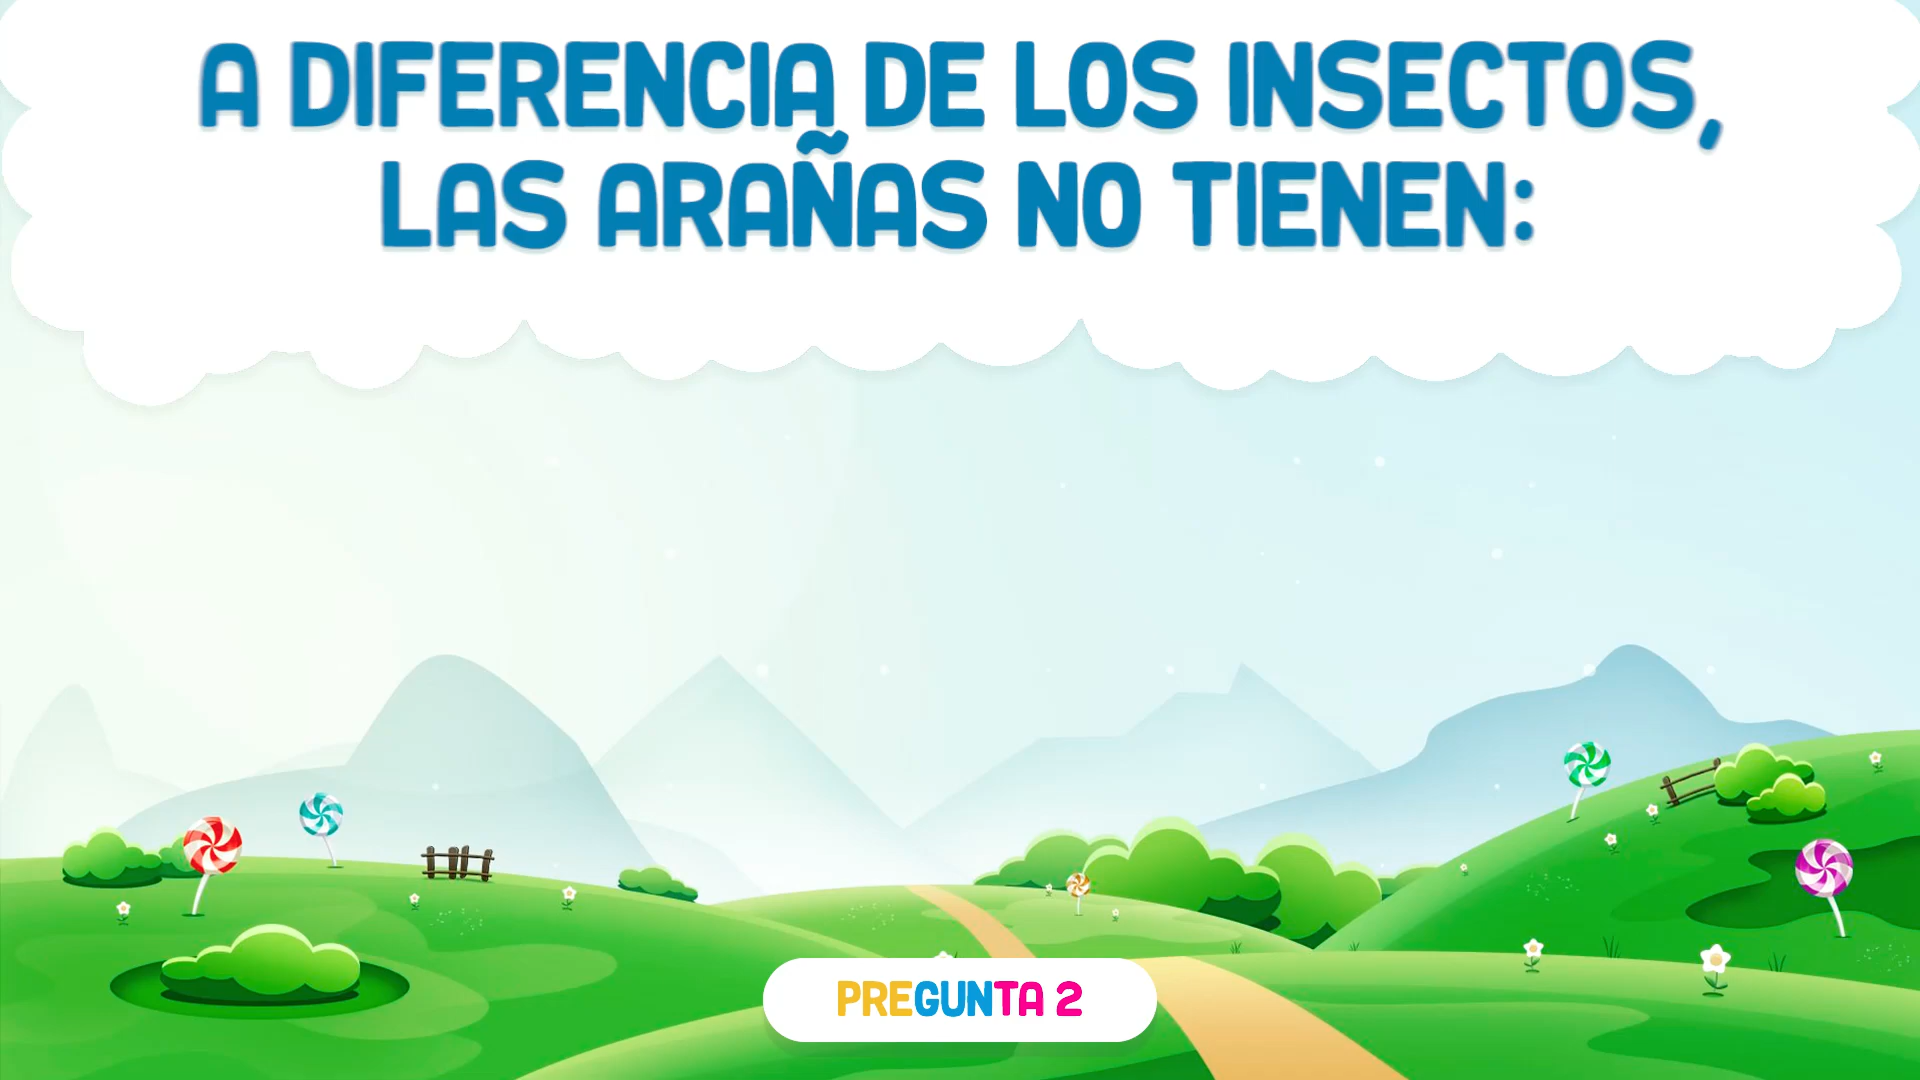 A DIFERENCIA DE LOS INSECTOS,
LAS ARAÑAS NO TIENEN:
PREGUNTA 2